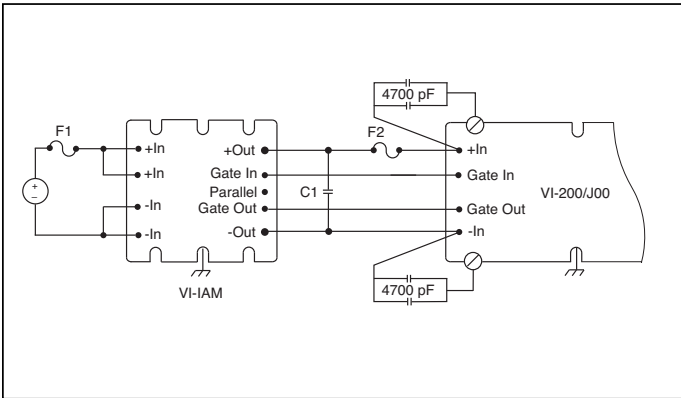 4700 pF
F1
F2
+In
+Out
+In
+In
Gate In
Gate In
Parallel
C1
VI-200/J00
-In
Gate Out
Gate Out
-In
-Out
-In
VI-IAM
4700 pF
+
–